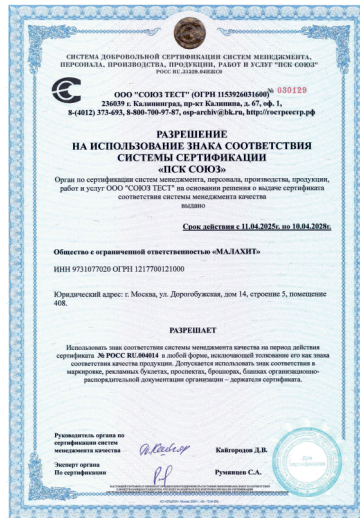 СИСТЕМА ДОБРОВОЛЬНОЙ СЕРТИФИКАЦИИ СИСТЕМ МЕНЕДЖМЕНТА,
ПЕРСОНАЛА, ПРОИЗВОДСТВА, ПРОДУКЦИИ, РАБОТ И УСЛУГ "ПСК СОЮЗ"
№ 030129
ООО "СОЮЗ ТЕСТ" (ОГРН 1153926031600)
236039 г. Калининград, пр-кт Калинина, д. 67, оф. 1,
8-(4012) 373-693, 8-800-700-97-87, osp-archiv@bk.ru, http://гостреестр.рф
РАЗРЕШЕНИЕ
НА ИСПОЛЬЗОВАНИЕ ЗНАКА СООТВЕТСТВИЯ
СИСТЕМЫ СЕРТИФИКАЦИИ
«ПСК СОЮЗ»
Орган по сертификации систем менеджмента, персонала, производства, продукции,
работ и услуг ООО "СОЮЗ ТЕСТ" на основании решения о выдаче сертификата
соответствия системы менеджмента качества
выдано
Срок действия с 11.04.2025г. по 10.04.2028г.
Общество с ограниченной ответственностью «МАЛАХИТ»
ИНН 9731077020 ОГРН 1217700121000
Юридический адрес: г. Москва, ул. Дорогобужская, дом 14, строение 5, помещение
408.
РАЗРЕШАЕТ
Использовать знак соответствия системы менеджмента качества на период действия
сертификата № РОСС RU.004014 в любой форме, исключающей толкование его как знака
соответствия качества продукции. Допускается использовать знак соответствия в
маркировке, рекламных буклетах, проспектах, брошюрах, бланках организационно-
распорядительной документации организации – держателя сертификата.
Руководитель органа по
сертификации систем
менеджмента качества
Кайгородов Д.В.
Эксперт органа
По сертификации
Румянцев С.А.
Для
сертификатов